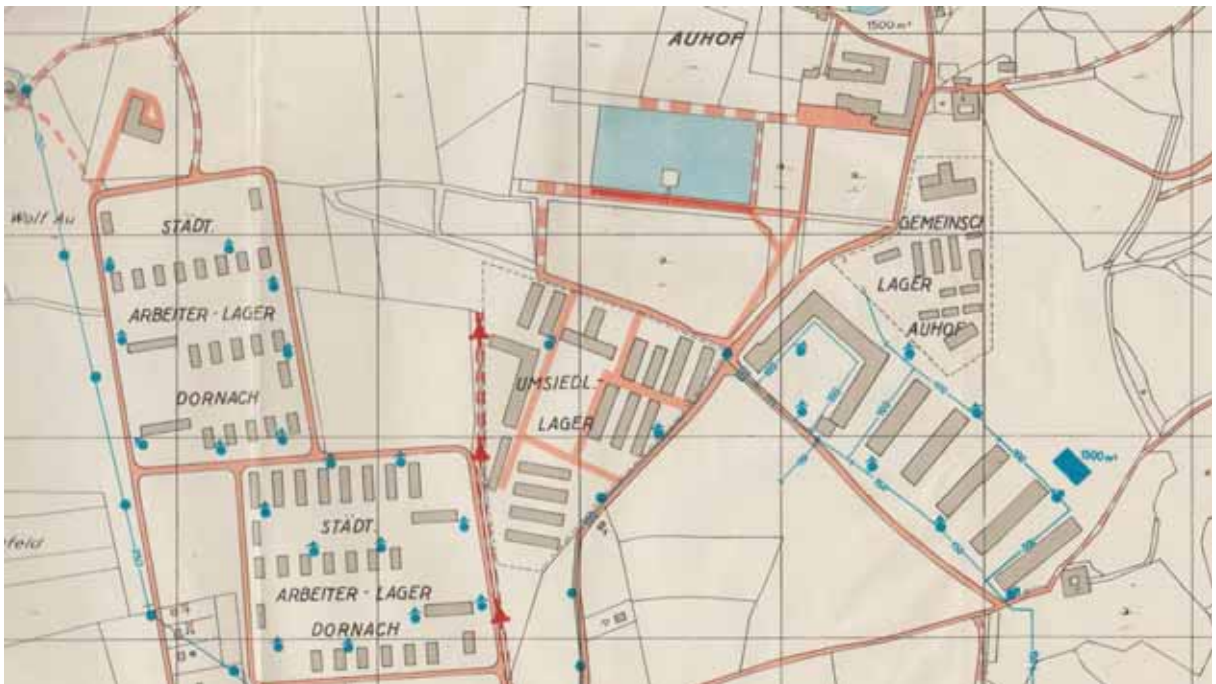 1500 m³
AUHOF
Wolf Au
STÄDT.
ARBEITER - LAGER
DORNACH
GEMEINSCH
LAGER
AUHOF
UMSIEDL.-
LAGER
1500 m³
feld
STÄDT.
ARBEITER - LAGER
DORNACH